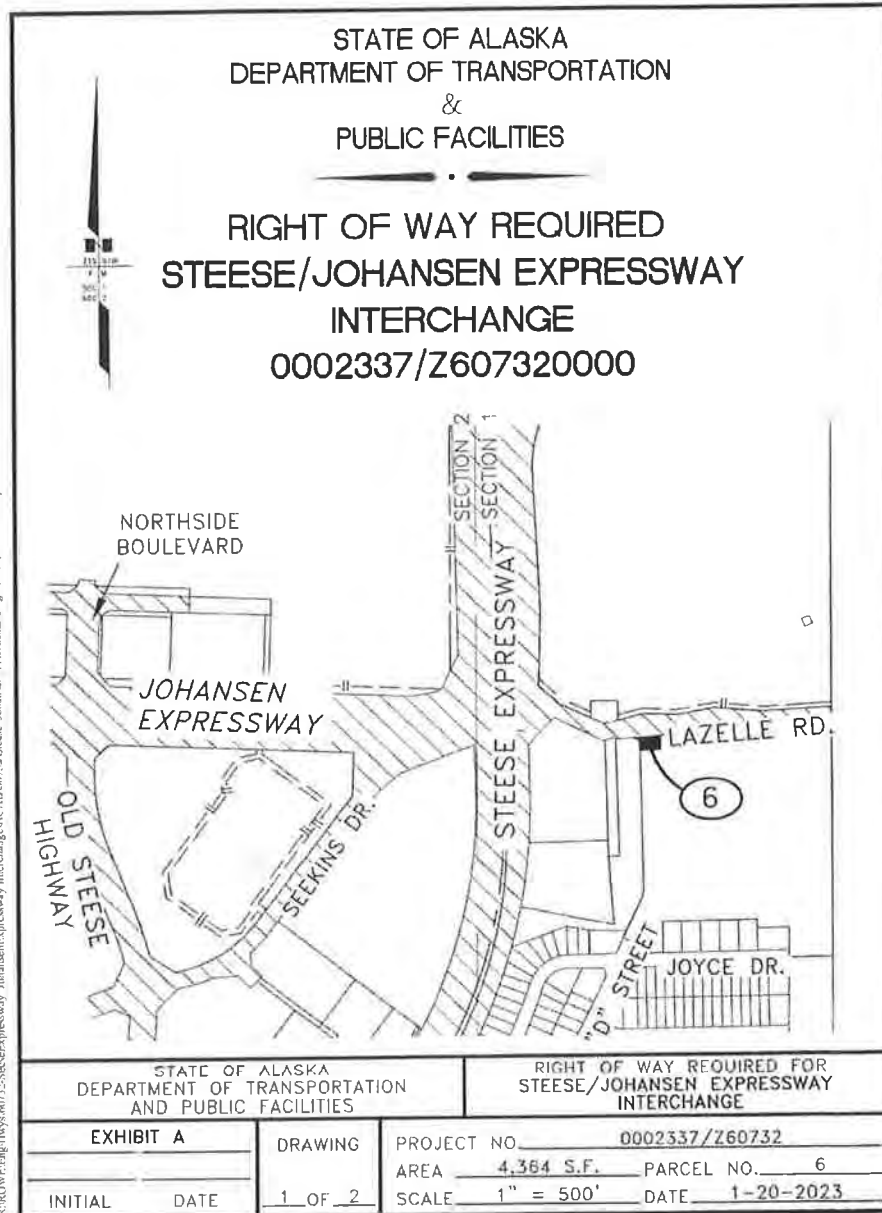 STATE OF ALASKA
DEPARTMENT OF TRANSPORTATION
&
PUBLIC FACILITIES
RIGHT OF WAY REQUIRED
STEESE/JOHANSEN EXPRESSWAY
INTERCHANGE
0002337/Z607320000
SECTION 2
SECTION 1
NORTHSIDE
BOULEVARD
STEESE EXPRESSWAY
JOHANSEN
EXPRESSWAY
LAZELLE RD.
6
OLD STEESE
HIGHWAY
SEEKINS DR.
"D" STREET
JOYCE DR.
STATE OF ALASKA
DEPARTMENT OF TRANSPORTATION
AND PUBLIC FACILITIES
RIGHT OF WAY REQUIRED FOR
STEESE/JOHANSEN EXPRESSWAY
INTERCHANGE
EXHIBIT A
INITIAL DATE
DRAWING
1 OF 2
PROJECT NO. 0002337/Z60732
AREA 4,364 S.F. PARCEL NO. 6
SCALE 1" = 500' DATE 1-20-2023